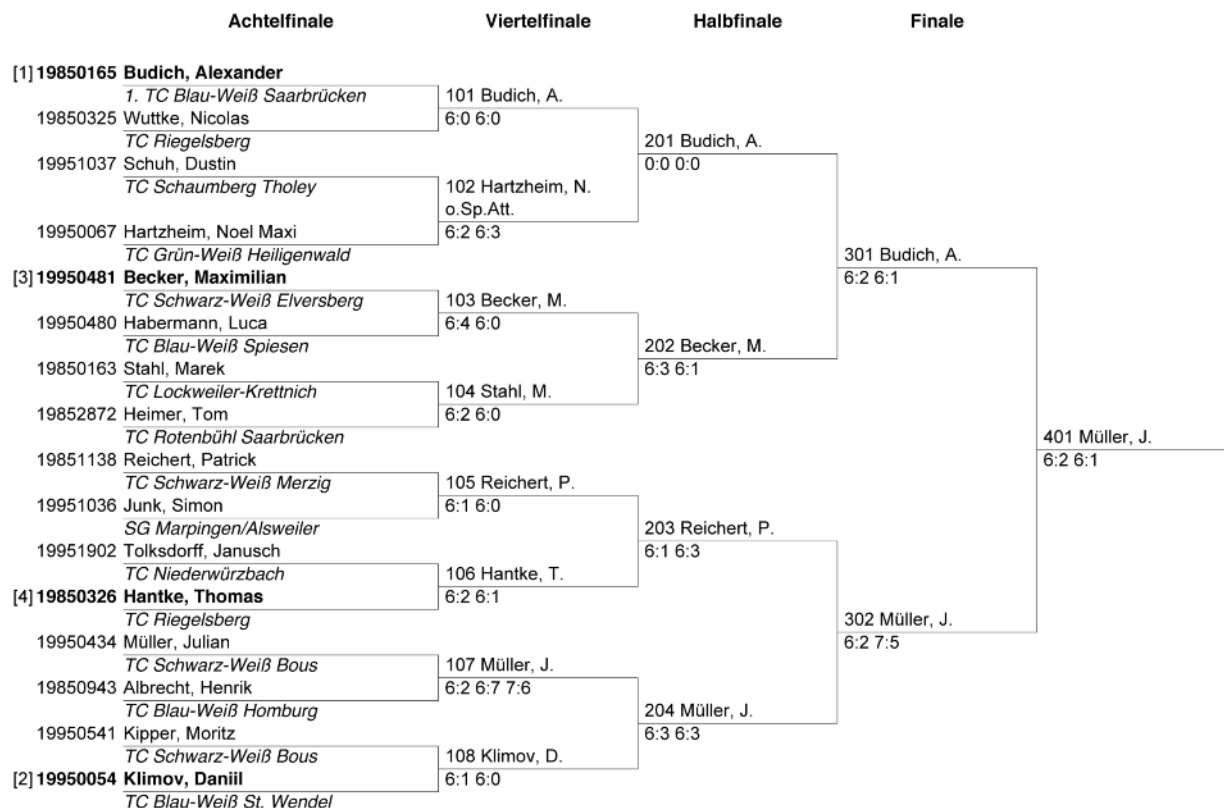 Achtelfinale Viertelfinale Halbfinale Finale
[1] 19850165 Budich, Alexander
1. TC Blau-Weiß Saarbrücken 101 Budich, A.
19850325 Wuttke, Nicolas 6:0 6:0
TC Riegelsberg 201 Budich, A.
19951037 Schuh, Dustin 0:0 0:0
TC Schaumberg Tholey 102 Hartzheim, N.
o.Sp.Att.
19950067 Hartzheim, Noel Maxi 6:2 6:3
TC Grün-Weiß Heiligenwald 301 Budich, A.
[3] 19950481 Becker, Maximilian 6:2 6:1
TC Schwarz-Weiß Elversberg 103 Becker, M.
19950480 Habermann, Luca 6:4 6:0
TC Blau-Weiß Spiesen 202 Becker, M.
19850163 Stahl, Marek 6:3 6:1
TC Lockweiler-Krettnich 104 Stahl, M.
19852872 Heimer, Tom 6:2 6:0
TC Rotenbühl Saarbrücken 401 Müller, J.
19851138 Reichert, Patrick 6:2 6:1
TC Schwarz-Weiß Merzig 105 Reichert, P.
19951036 Junk, Simon 6:1 6:0
SG Marpingen/Alsweiler 203 Reichert, P.
19951902 Tolksdorff, Janusch 6:1 6:3
TC Niederwürzbach 106 Hantke, T.
[4] 19850326 Hantke, Thomas 6:2 6:1
TC Riegelsberg 302 Müller, J.
19950434 Müller, Julian 6:2 7:5
TC Schwarz-Weiß Bous 107 Müller, J.
19850943 Albrecht, Henrik 6:2 6:7 7:6
TC Blau-Weiß Homburg 204 Müller, J.
19950541 Kipper, Moritz 6:3 6:3
TC Schwarz-Weiß Bous 108 Klimov, D.
[2] 19950054 Klimov, Daniil 6:1 6:0
TC Blau-Weiß St. Wendel